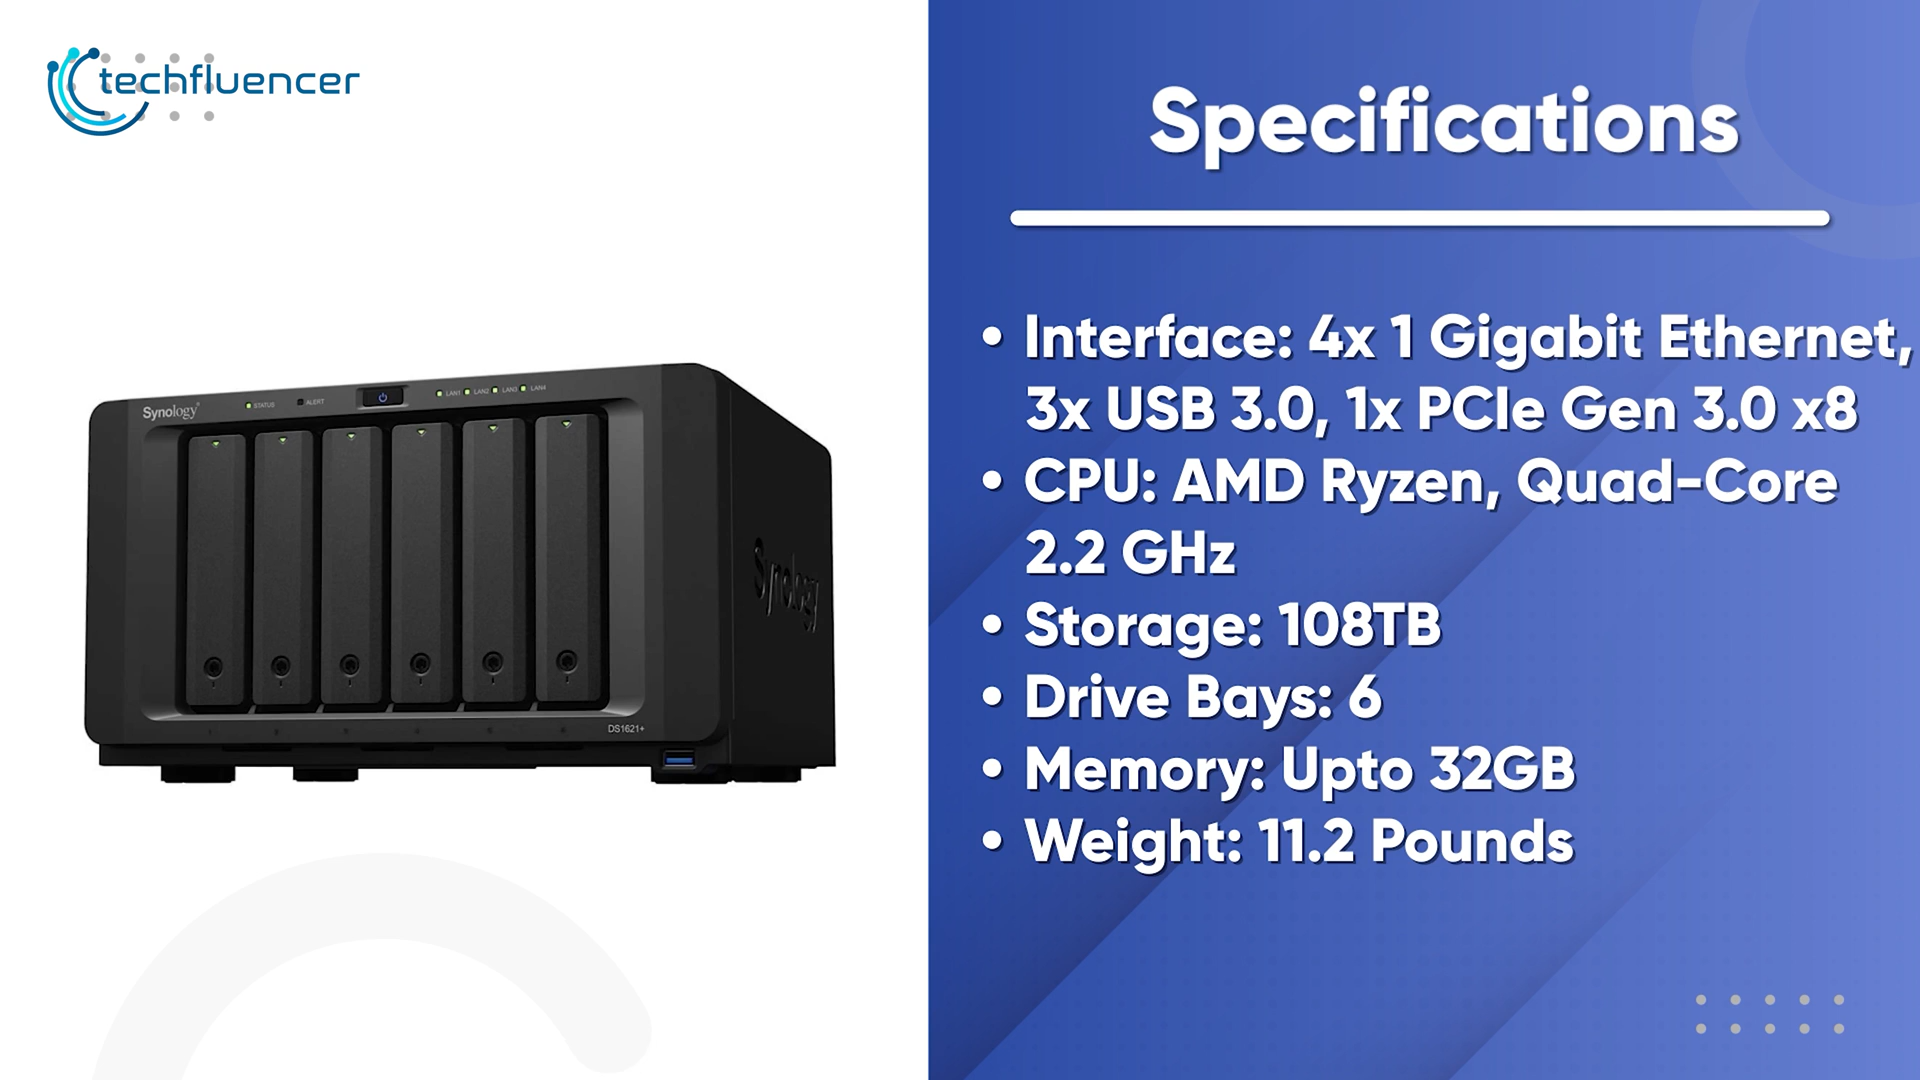 techfluencer
Specifications
• Interface: 4x 1 Gigabit Ethernet,
3x USB 3.0, 1x PCIe Gen 3.0 x8
• CPU: AMD Ryzen, Quad-Core
2.2 GHz
• Storage: 108TB
• Drive Bays: 6
• Memory: Upto 32GB
• Weight: 11.2 Pounds
Synology
STATUS
ALERT
LAN1
LAN2
LAN3
LAN4
Synology
DS1621+